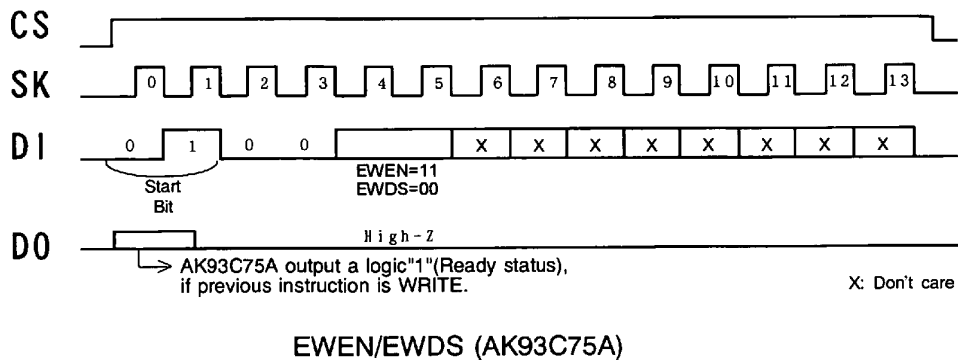 CS
SK 0 1 2 3 4 5 6 7 8 9 10 11 12 13
DI 0 1 0 0 X X X X X X X X
Start
Bit
EWEN=11
EWDS=00
DO High-Z
AK93C75A output a logic"1"(Ready status),
if previous instruction is WRITE.
X: Don't care
EWEN/EWDS (AK93C75A)